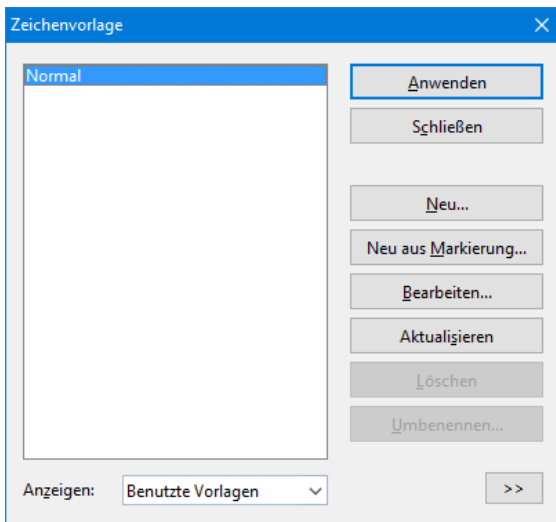 Zeichenvorlage
Normal
Anwenden
Schließen
Neu...
Neu aus Markierung...
Bearbeiten...
Aktualisieren
Löschen
Umbenennen...
Anzeigen: Benutzte Vorlagen >>